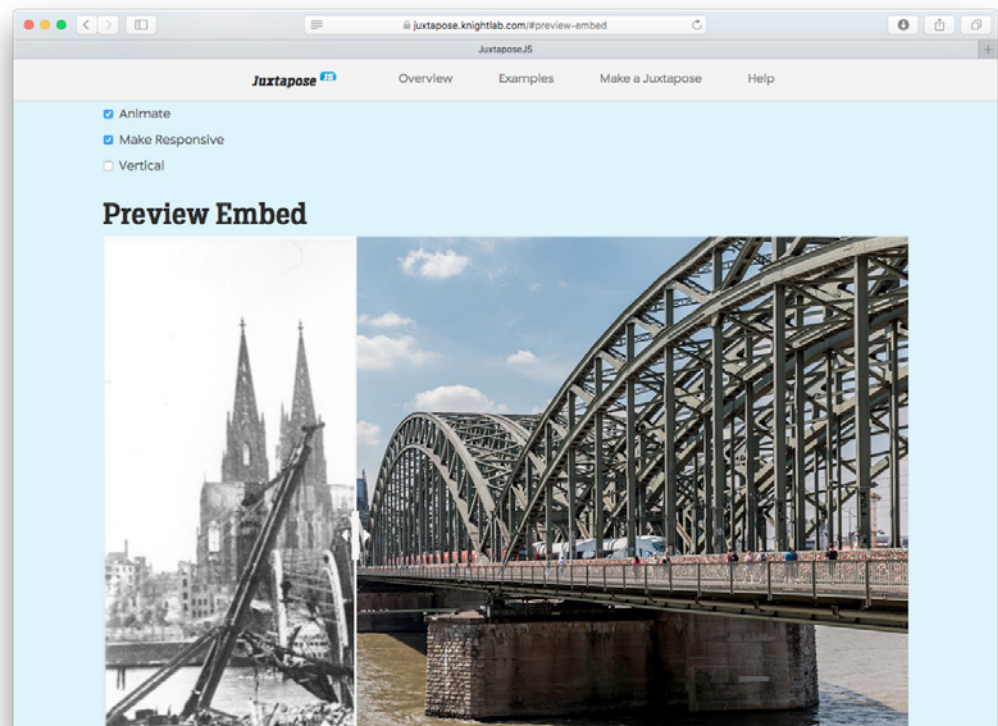 juxtapose.knightlab.com/#preview-embed
JuxtaposeJS
Juxtapose JS Overview Examples Make a Juxtapose Help
Animate
Make Responsive
Vertical
Preview Embed